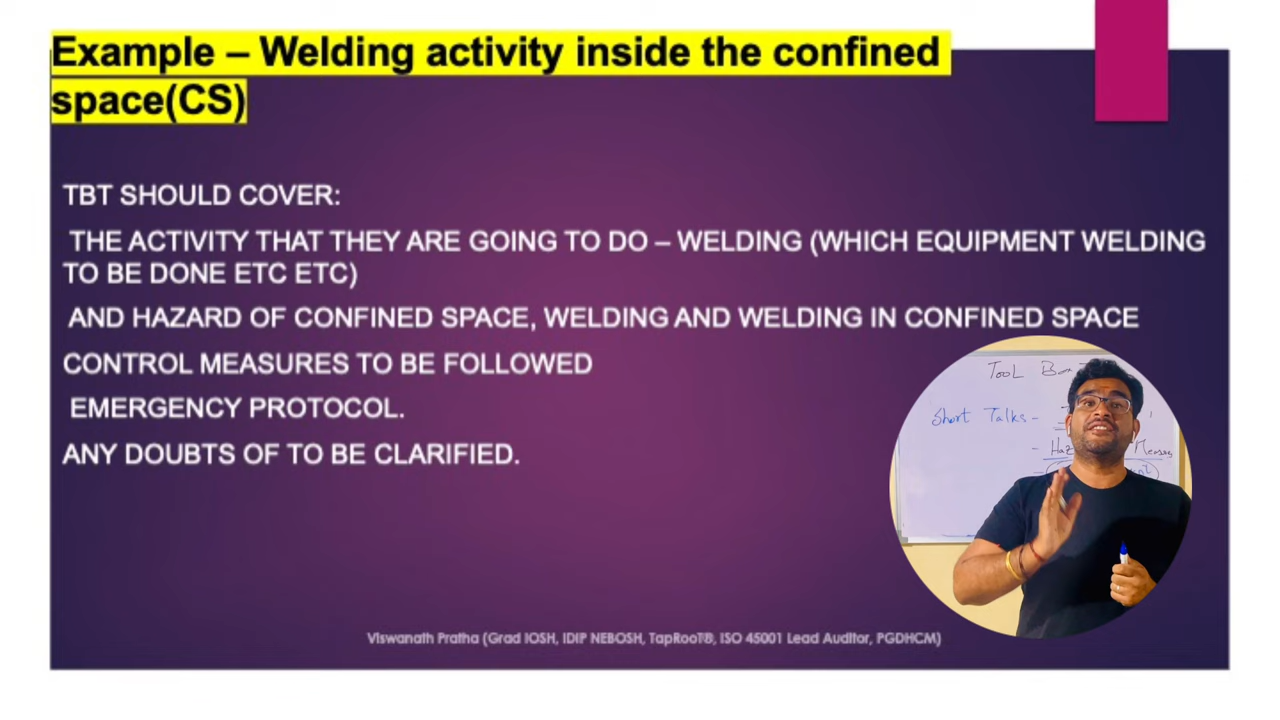 Example – Welding activity inside the confined
space(CS)
TBT SHOULD COVER:
THE ACTIVITY THAT THEY ARE GOING TO DO – WELDING (WHICH EQUIPMENT WELDING
TO BE DONE ETC ETC)
AND HAZARD OF CONFINED SPACE, WELDING AND WELDING IN CONFINED SPACE
CONTROL MEASURES TO BE FOLLOWED
EMERGENCY PROTOCOL.
ANY DOUBTS OF TO BE CLARIFIED.
TOOL Box
Short Talks -
Viswanath Pratha (Grad IOSH, IDIP NEBOSH, TapRooT®, ISO 45001 Lead Auditor, PGDHCM)